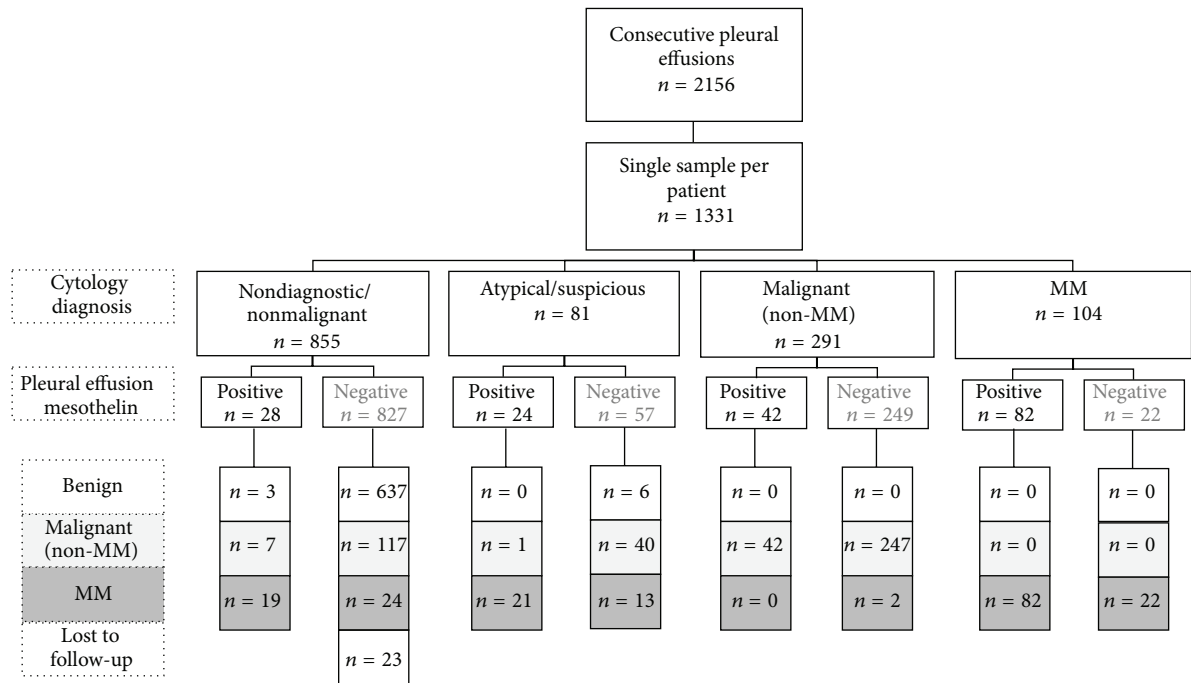 Consecutive pleural
effusions
n = 2156
Single sample per
patient
n = 1331
Cytology
diagnosis
Nondiagnostic/
nonmalignant
n = 855
Atypical/suspicious
n = 81
Malignant
(non-MM)
n = 291
MM
n = 104
Pleural effusion
mesothelin
Positive
n = 28
Negative
n = 827
Positive
n = 24
Negative
n = 57
Positive
n = 42
Negative
n = 249
Positive
n = 82
Negative
n = 22
Benign
n = 3
n = 637
n = 0
n = 6
n = 0
n = 0
n = 0
n = 0
Malignant
(non-MM)
n = 7
n = 117
n = 1
n = 40
n = 42
n = 247
n = 0
n = 0
MM
n = 19
n = 24
n = 21
n = 13
n = 0
n = 2
n = 82
n = 22
Lost to
follow-up
n = 23